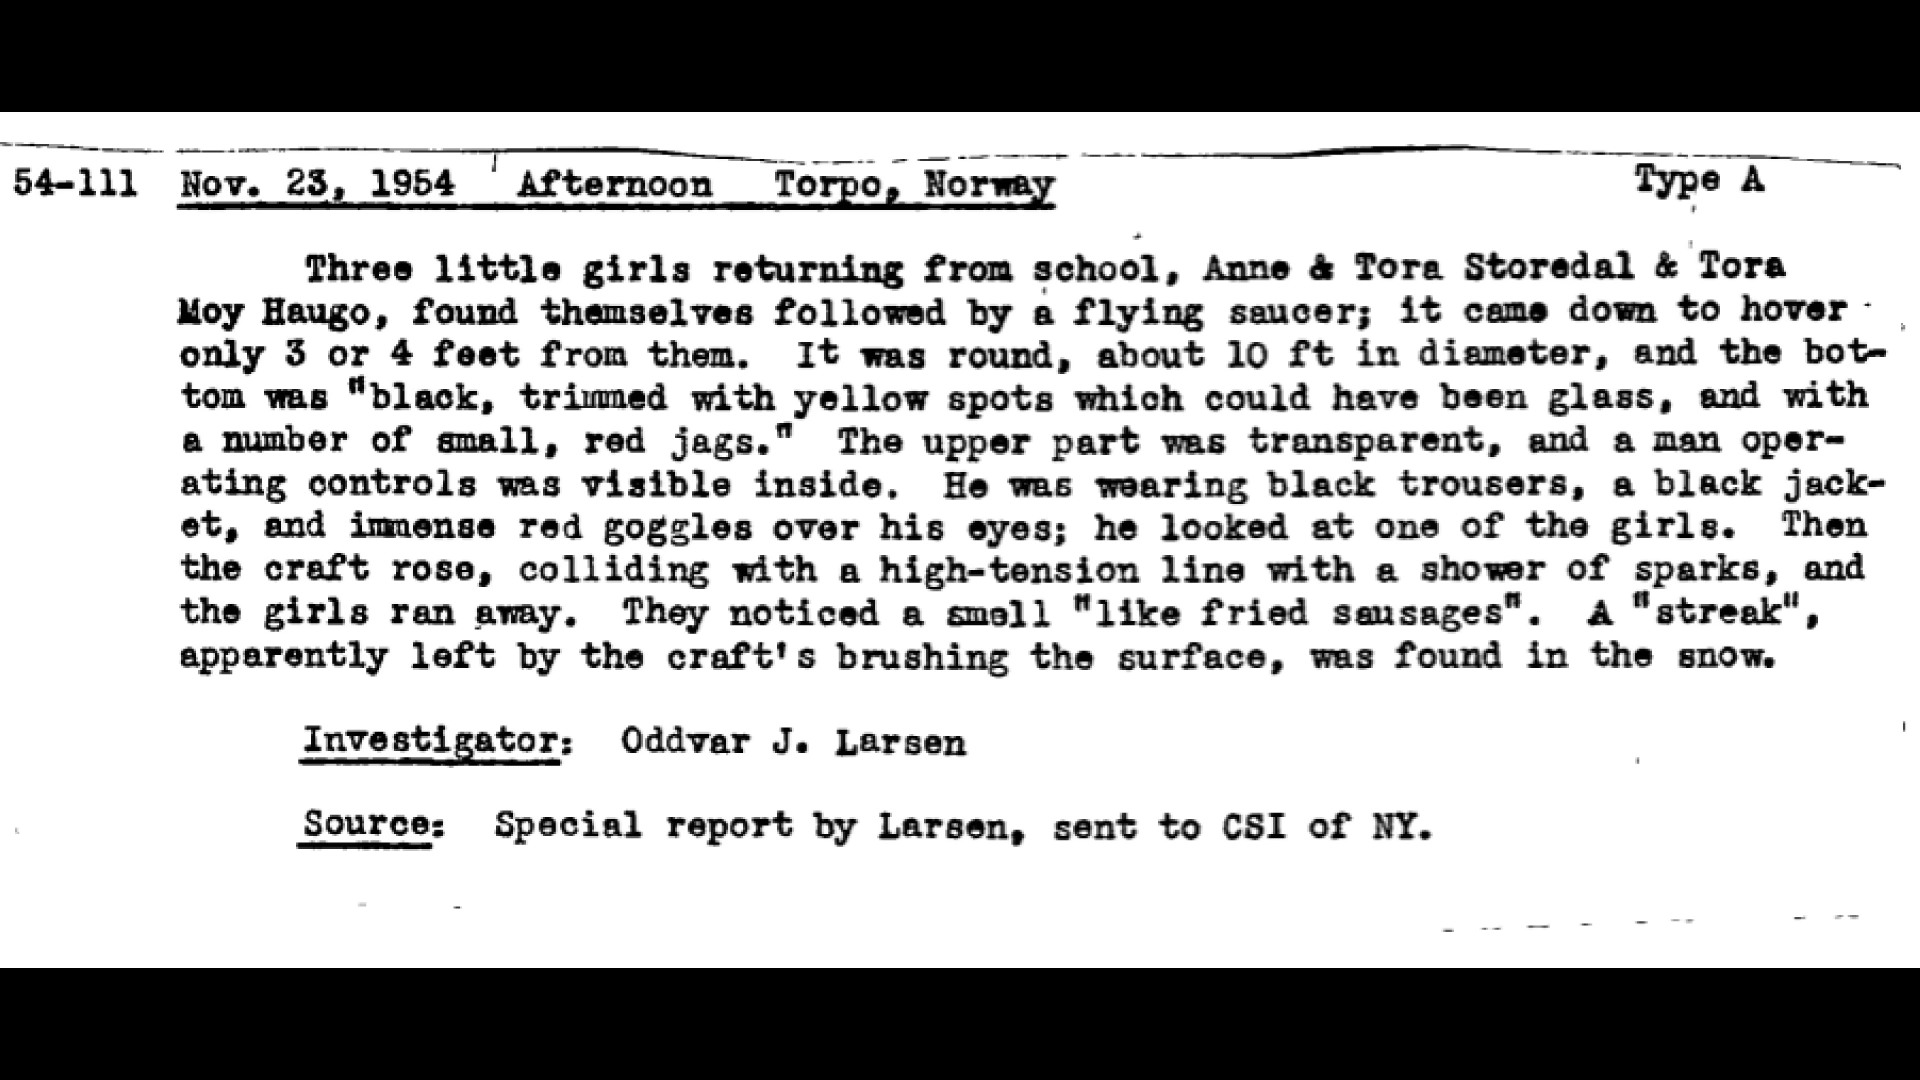 54-111 Nov. 23, 1954 Afternoon Torpo, Norway Type A
Three little girls returning from school, Anne & Tora Storedal & Tora
Moy Haugo, found themselves followed by a flying saucer; it came down to hover
only 3 or 4 feet from them. It was round, about 10 ft in diameter, and the bot-
tom was "black, trimmed with yellow spots which could have been glass, and with
a number of small, red jags." The upper part was transparent, and a man oper-
ating controls was visible inside. He was wearing black trousers, a black jack-
et, and immense red goggles over his eyes; he looked at one of the girls. Then
the craft rose, colliding with a high-tension line with a shower of sparks, and
the girls ran away. They noticed a smell "like fried sausages". A "streak",
apparently left by the craft's brushing the surface, was found in the snow.
Investigator: Oddvar J. Larsen
Source: Special report by Larsen, sent to CSI of NY.